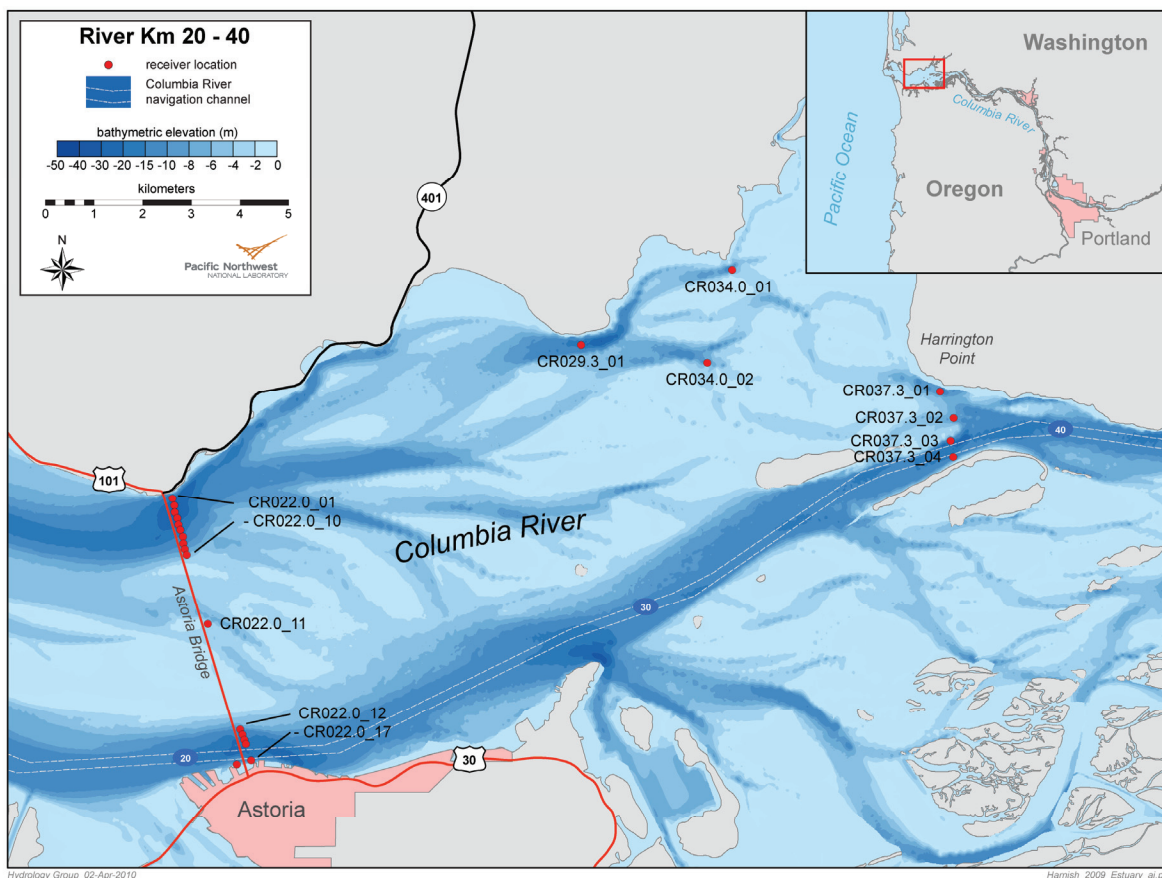 River Km 20 - 40
receiver location
Columbia River
navigation channel
bathymetric elevation (m)
-50 -40 -30 -20 -15 -10 -8 -6 -4 -2 0
kilometers
0 1 2 3 4 5
N
Pacific Northwest
NATIONAL LABORATORY
Washington
Columbia River
Pacific Ocean
Oregon
Portland
401
CR034.0_01
CR029.3_01
CR034.0_02
Harrington
Point
CR037.3_01
CR037.3_02
CR037.3_03
CR037.3_04
40
101
CR022.0_01
- CR022.0_10
Columbia River
30
Astoria Bridge
CR022.0_11
CR022.0_12
- CR022.0_17
20
30
Astoria
Hydrology Group 02-Apr-2010